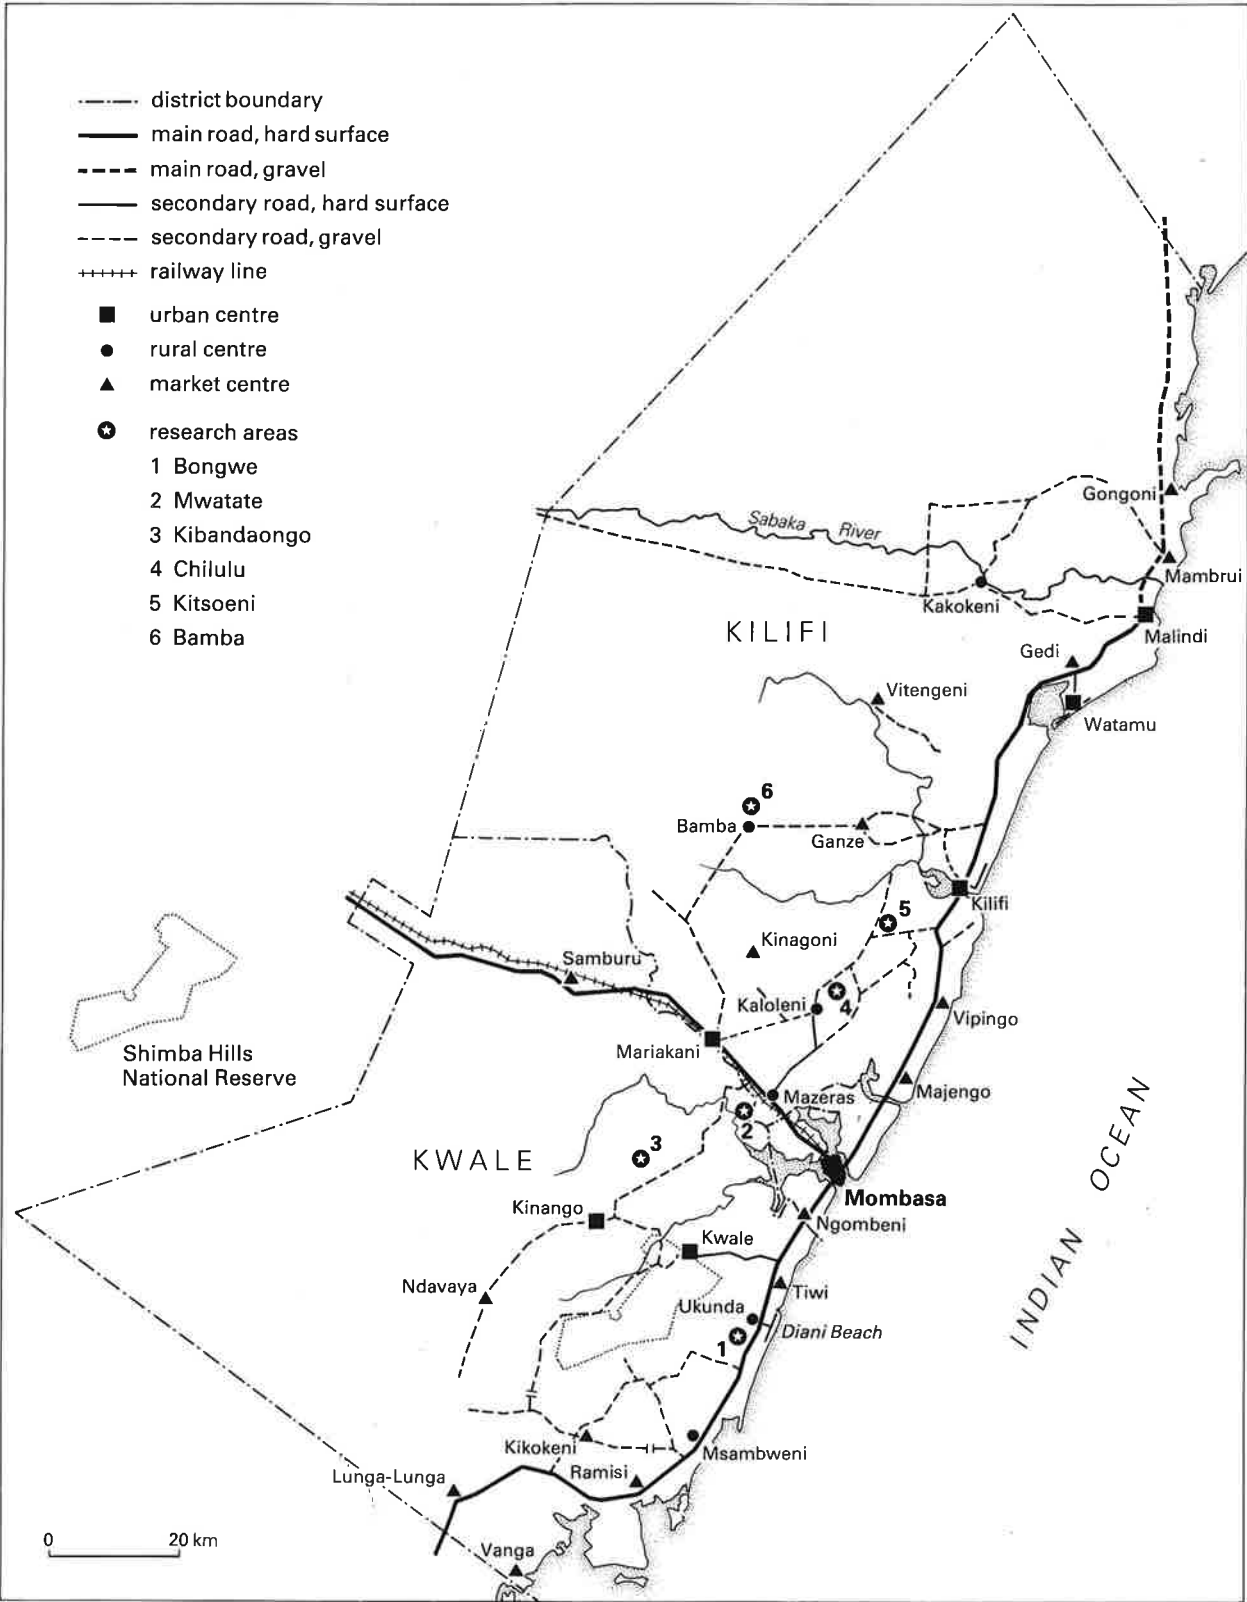 district boundary
main road, hard surface
main road, gravel
secondary road, hard surface
secondary road, gravel
railway line
urban centre
rural centre
market centre
research areas
1 Bongwe
2 Mwatate
3 Kibandaongo
4 Chilulu
5 Kitsoeni
6 Bamba
Gongoni
Sabaka River
Mambrui
Kakokeni
KILIFI
Malindi
Gedi
Vitengeni
Watamu
6
Bamba
Ganze
Kilifi
5
Kinagoni
Samburu
Kaloleni
4
Vipingo
Mariakani
Shimba Hills
National Reserve
Majengo
Mazeras
2
3
KWALE
Mombasa
Kinango
Ngombeni
Kwale
INDIAN OCEAN
Ndavaya
Tiwi
Ukunda
Diani Beach
1
Kikokeni
Msambweni
Ramisi
Lunga-Lunga
0 20 km
Vanga